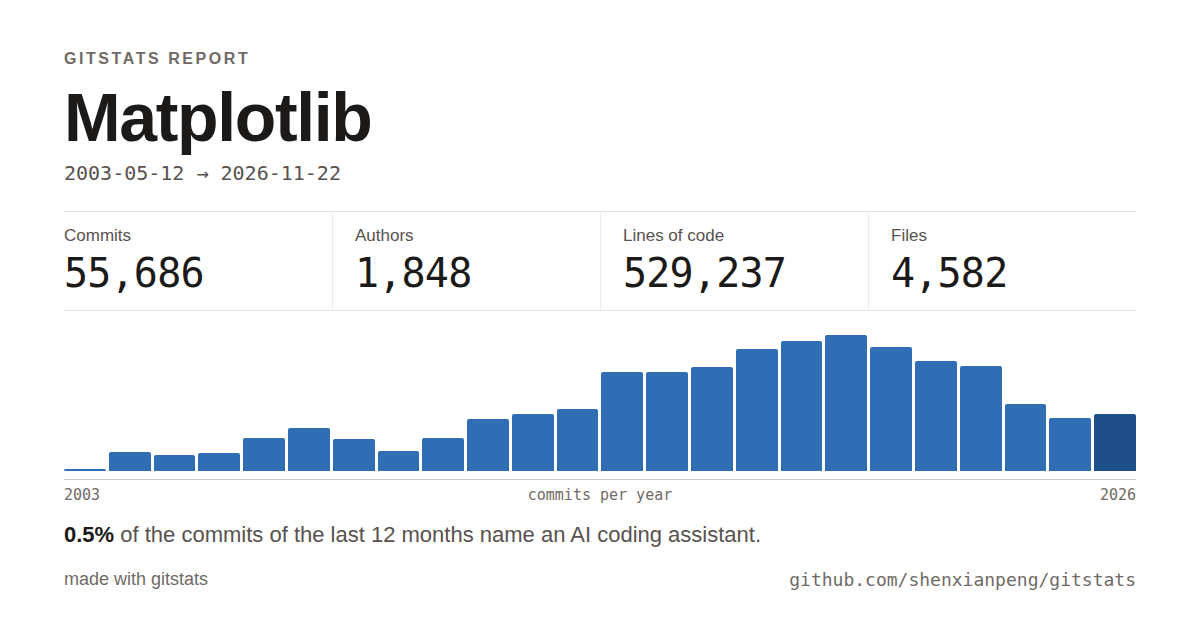 GITSTATS REPORT
Matplotlib
2003-05-12 → 2026-11-22
Commits
55,686
Authors
1,848
Lines of code
529,237
Files
4,582
2003
commits per year
2026
0.5% of the commits of the last 12 months name an AI coding assistant.
made with gitstats
github.com/shenxianpeng/gitstats